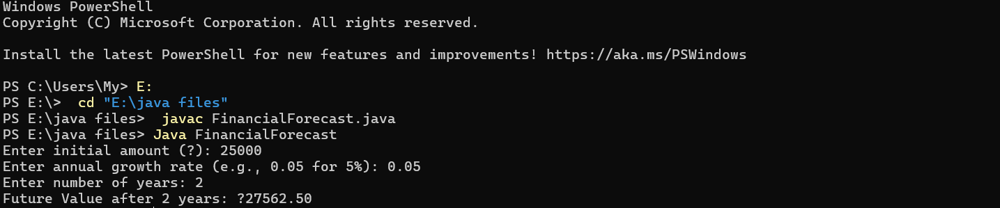 Windows PowerShell
Copyright (C) Microsoft Corporation. All rights reserved.
Install the latest PowerShell for new features and improvements! https://aka.ms/PSWindows
PS C:\Users\My> E:
PS E:\>  cd "E:\java files"
PS E:\java files>  javac FinancialForecast.java
PS E:\java files> Java FinancialForecast
Enter initial amount (?): 25000
Enter annual growth rate (e.g., 0.05 for 5%): 0.05
Enter number of years: 2
Future Value after 2 years: ?27562.50